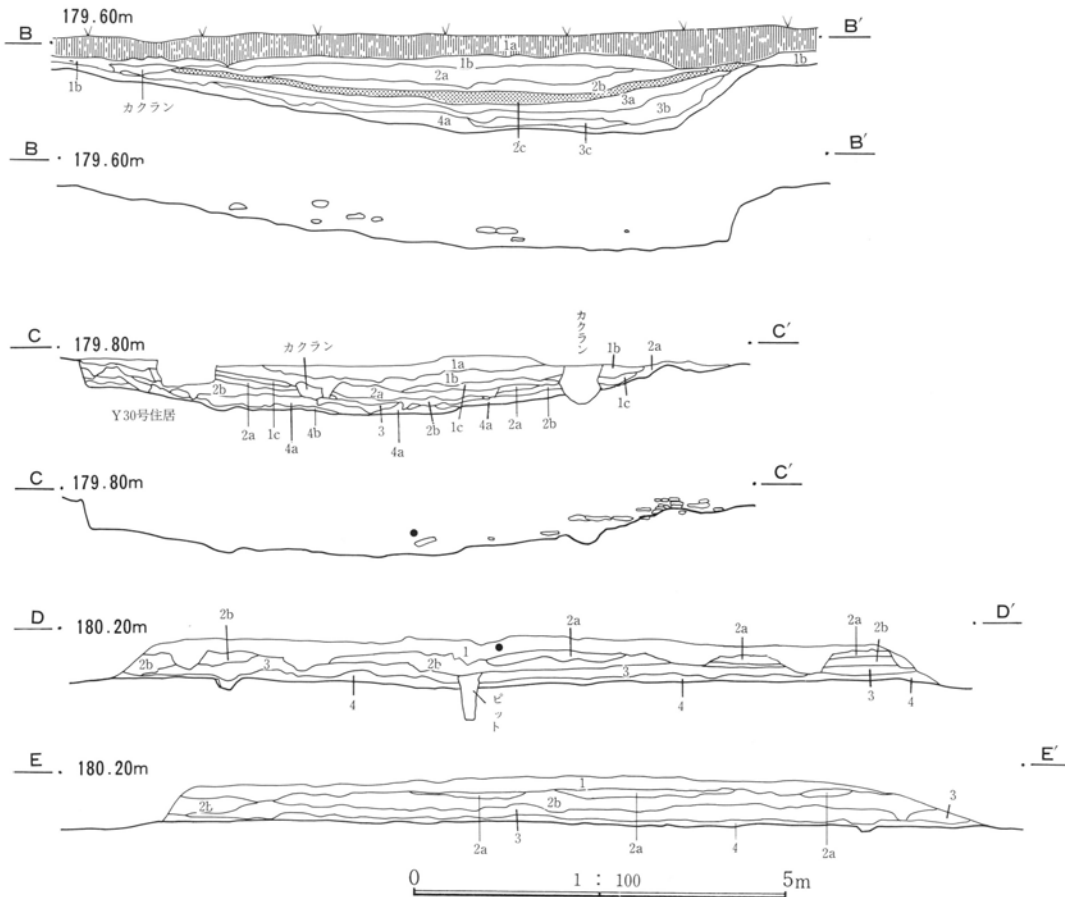 179.60m
B B′
1a
1b
2a
1b 2b 1b
カクラン 3a
4a 3b
2c 3c
B 179.60m B′
カクラン
C 179.80m カクラン 1b 2a C′
1a
1b
2b 2a 1c
Y30号住居
2a 1c 4a 4b 3 4a 2b 1c 4a 2a 2b
C 179.80m C′
D 180.20m 2b 2a 2a 2a 2b D′
1
2b 3 2b 3
4 ピット 4 3 4
E 180.20m E′
1
2b 2b 3
2a 3 2a 4 2a
0 1 : 100 5m